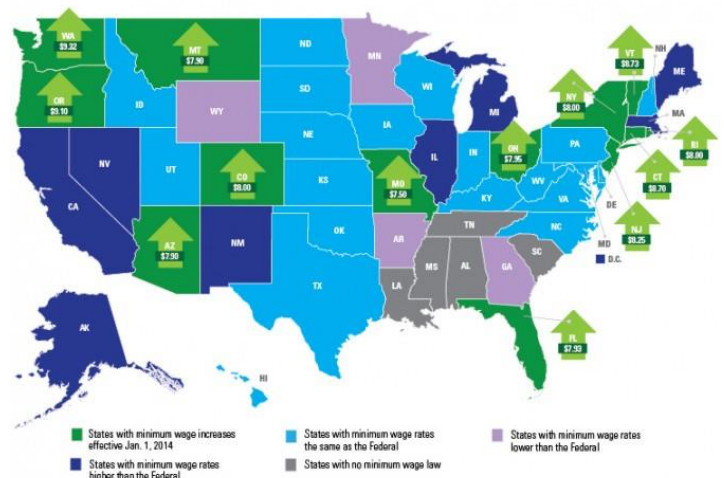 WA
$9.32
MT
$7.90
ND
MN
VT
$8.73
NH
ME
OR
$9.10
ID
WY
SD
WI
MI
NY
$8.00
MA
RI
$8.00
NV
UT
CO
$8.00
NE
IA
IL
IN
OH
$7.95
PA
CT
$8.70
CA
KS
MO
$7.50
KY
WV
VA
DE
NJ
$8.25
AZ
$7.90
NM
OK
AR
TN
NC
MD
D.C.
TX
LA
MS
AL
GA
SC
AK
HI
FL
$7.93
States with minimum wage increases
effective Jan. 1, 2014
States with minimum wage rates
the same as the Federal
States with minimum wage rates
lower than the Federal
States with minimum wage rates
higher than the Federal
States with no minimum wage law